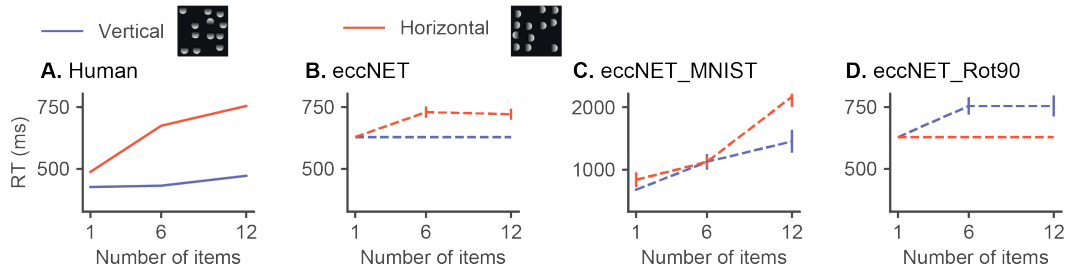 Vertical
Horizontal
A. Human
B. eccNET
C. eccNET_MNIST
D. eccNET_Rot90
RT (ms)
750
500
1
6
12
Number of items
750
500
1
6
12
Number of items
2000
1000
1
6
12
Number of items
750
500
1
6
12
Number of items